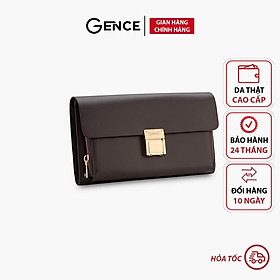 GENCE
GIAN HÀNG
CHÍNH HÃNG
DA THẬT
CAO CẤP
BẢO HÀNH
24 THÁNG
ĐỔI HÀNG
10 NGÀY
HỎA TỐC